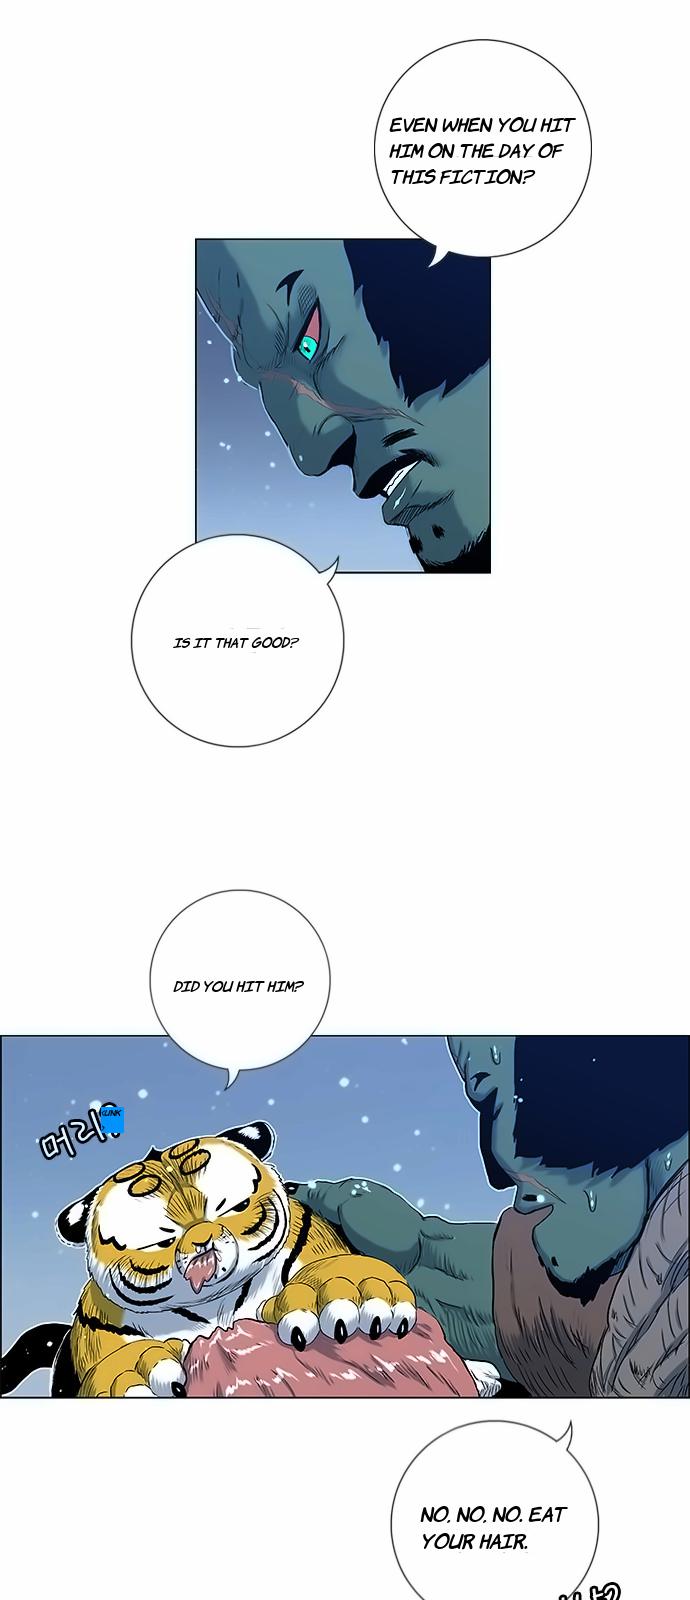 EVEN WHEN YOU HIT
HIM ON THE DAY OF
THIS FICTION?
IS IT THAT GOOD?
DID YOU HIT HIM?
KLINK
머리?
NO, NO, NO. EAT
YOUR HAIR.